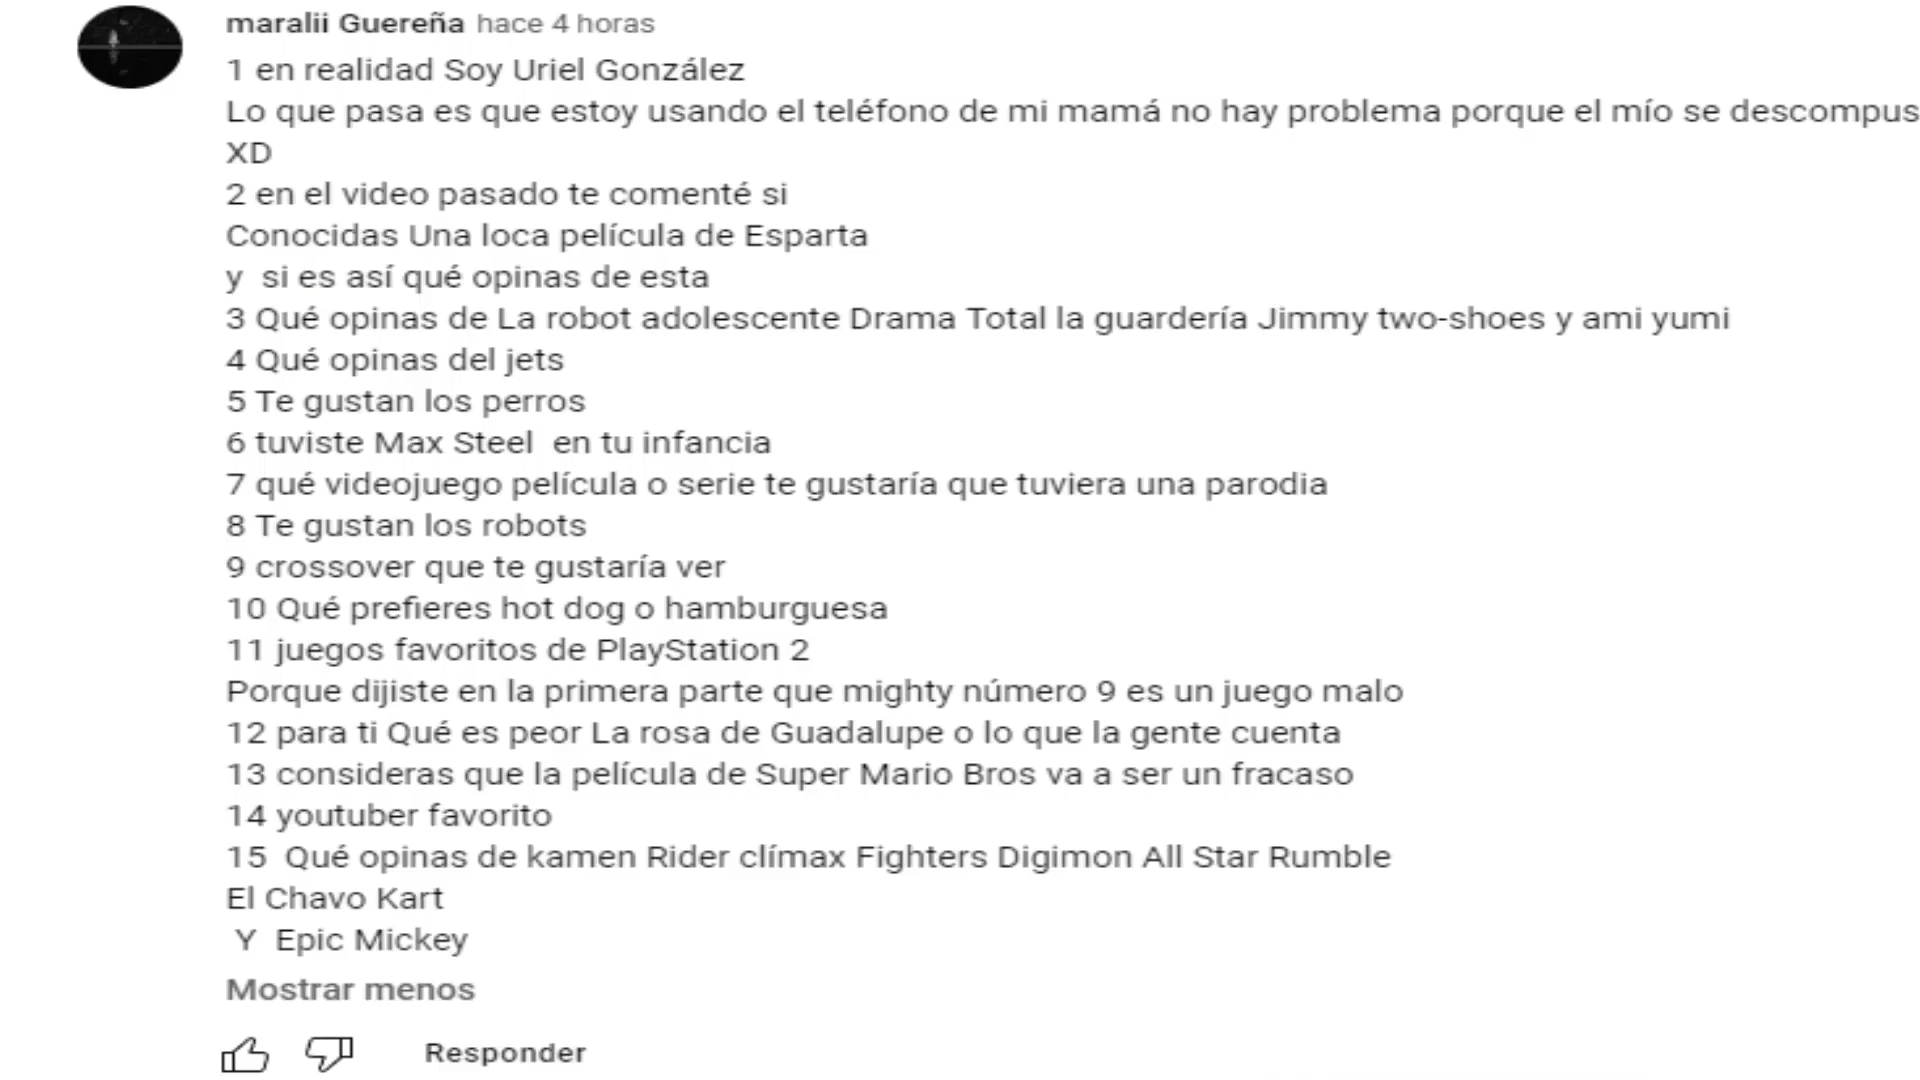 maralii Guereña hace 4 horas
1 en realidad Soy Uriel González
Lo que pasa es que estoy usando el teléfono de mi mamá no hay problema porque el mío se descompus
XD
2 en el video pasado te comenté si
Conocidas Una loca película de Esparta
y si es así qué opinas de esta
3 Qué opinas de La robot adolescente Drama Total la guardería Jimmy two-shoes y ami yumi
4 Qué opinas del jets
5 Te gustan los perros
6 tuviste Max Steel en tu infancia
7 qué videojuego película o serie te gustaría que tuviera una parodia
8 Te gustan los robots
9 crossover que te gustaría ver
10 Qué prefieres hot dog o hamburguesa
11 juegos favoritos de PlayStation 2
Porque dijiste en la primera parte que mighty número 9 es un juego malo
12 para ti Qué es peor La rosa de Guadalupe o lo que la gente cuenta
13 consideras que la película de Super Mario Bros va a ser un fracaso
14 youtuber favorito
15 Qué opinas de kamen Rider clímax Fighters Digimon All Star Rumble
El Chavo Kart
Y Epic Mickey
Mostrar menos
Responder